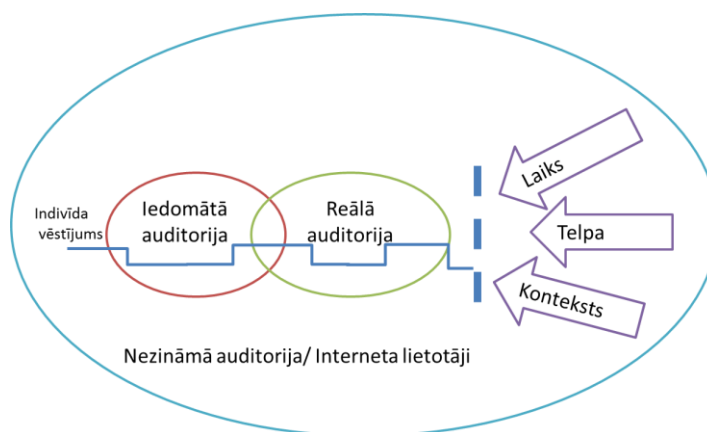 Indivīda
vēstījums
Iedomātā
auditorija
Reālā
auditorija
Laiks
Telpa
Konteksts
Nezināmā auditorija/ Interneta lietotāji